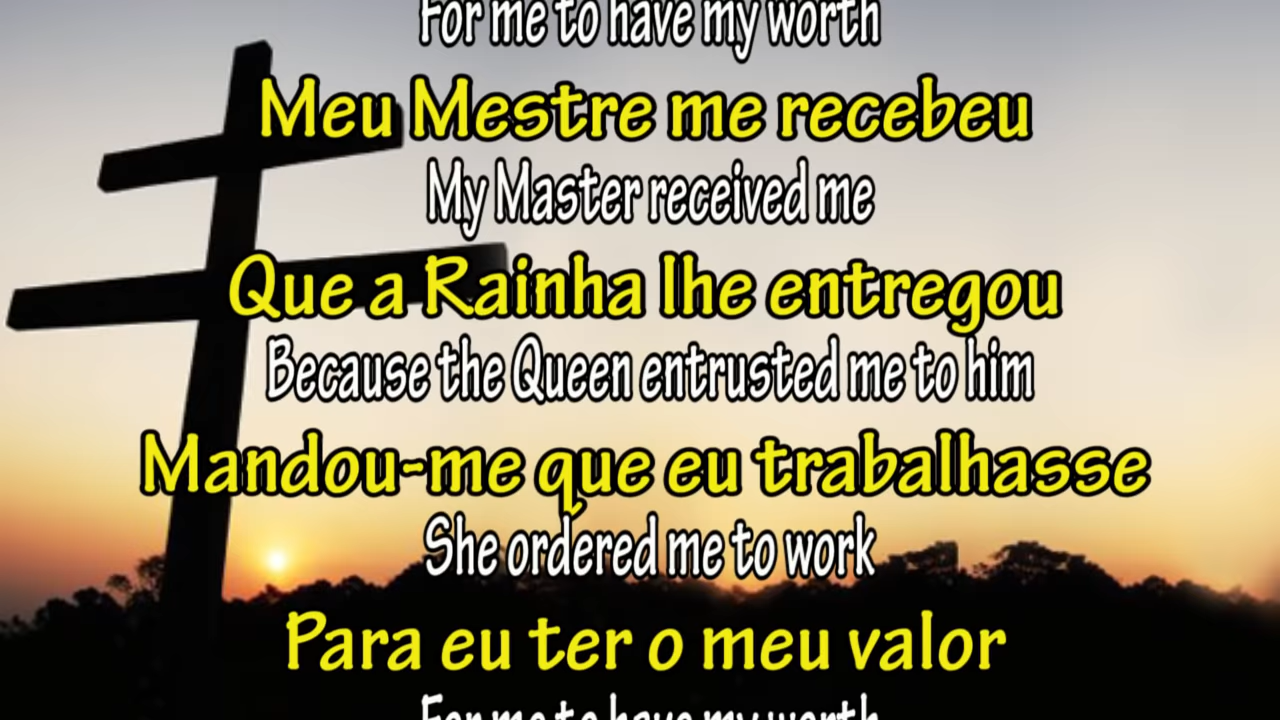 For me to have my worth
Meu Mestre me recebeu
My Master received me
Que a Rainha lhe entregou
Because the Queen entrusted me to him
Mandou-me que eu trabalhasse
She ordered me to work
Para eu ter o meu valor
For me to have my worth